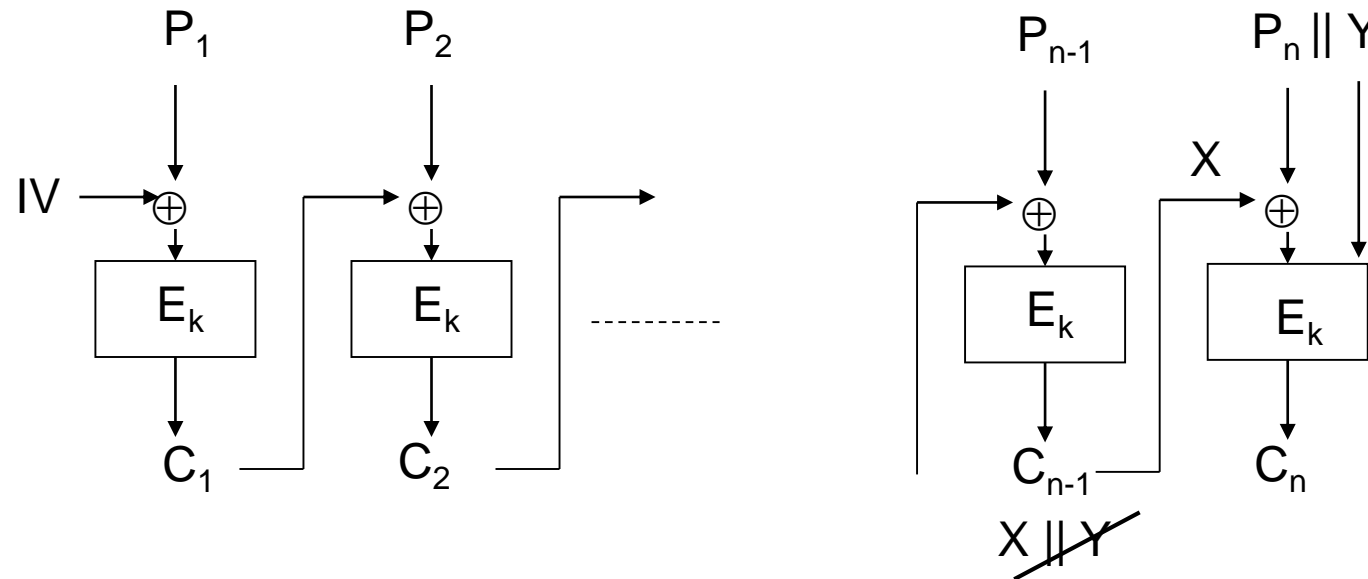 P₁ P₂ Pₙ₋₁ Pₙ || Y
X
IV
Eₖ Eₖ Eₖ Eₖ
C₁ C₂ Cₙ₋₁ Cₙ
X || Y